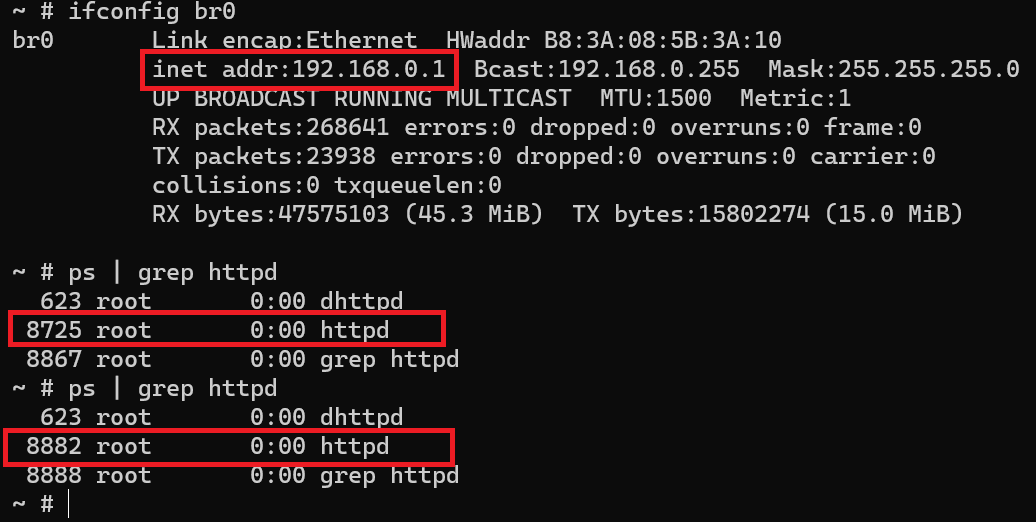 ~ # ifconfig br0
br0       Link encap:Ethernet  HWaddr B8:3A:08:5B:3A:10
          inet addr:192.168.0.1  Bcast:192.168.0.255  Mask:255.255.255.0
          UP BROADCAST RUNNING MULTICAST  MTU:1500  Metric:1
          RX packets:268641 errors:0 dropped:0 overruns:0 frame:0
          TX packets:23938 errors:0 dropped:0 overruns:0 carrier:0
          collisions:0 txqueuelen:0
          RX bytes:47575103 (45.3 MiB)  TX bytes:15802274 (15.0 MiB)

~ # ps | grep httpd
  623 root       0:00 dhttpd
 8725 root       0:00 httpd
 8867 root       0:00 grep httpd
~ # ps | grep httpd
  623 root       0:00 dhttpd
 8882 root       0:00 httpd
 8888 root       0:00 grep httpd
~ #